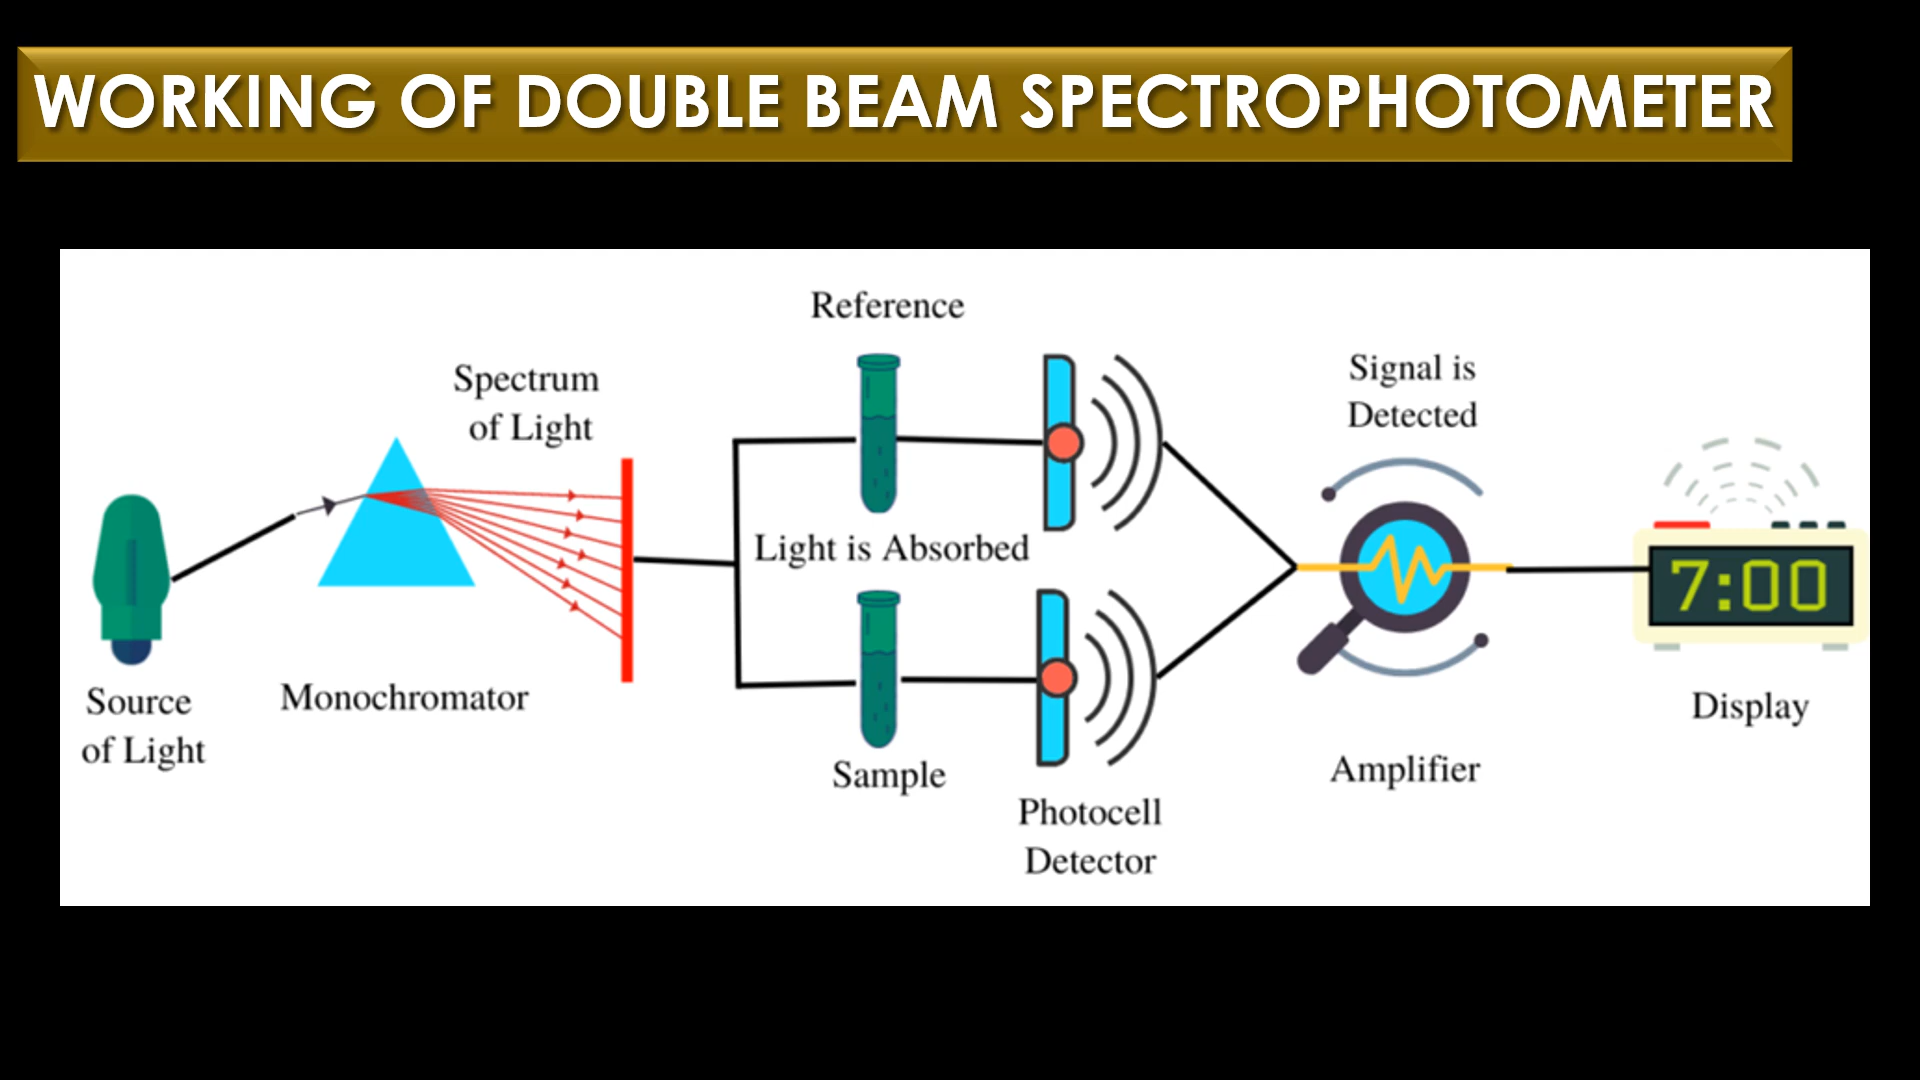 WORKING OF DOUBLE BEAM SPECTROPHOTOMETER
Reference
Spectrum
of Light
Signal is
Detected
Light is Absorbed
7:00
Source
of Light
Monochromator
Sample
Photocell
Detector
Amplifier
Display